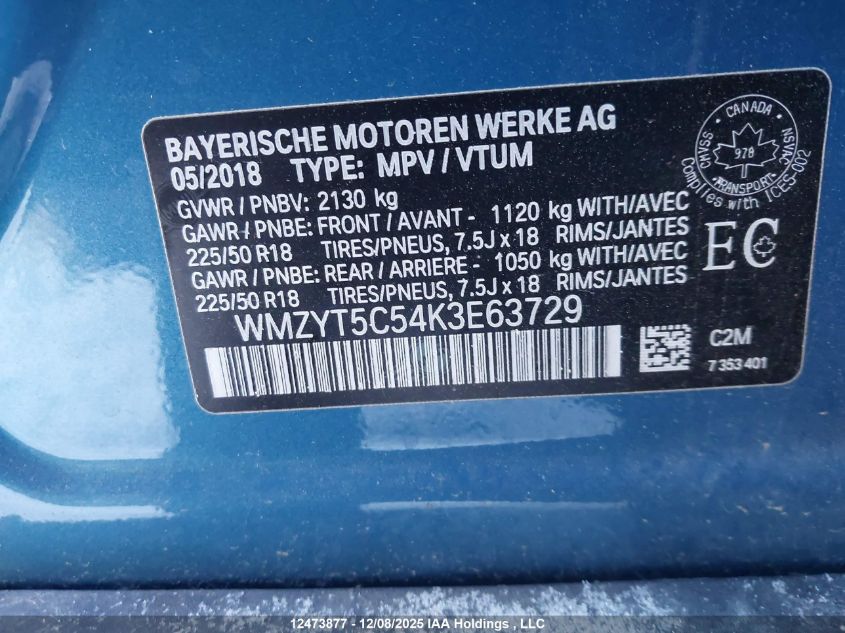 BAYERISCHE MOTOREN WERKE AG
05/2018 TYPE: MPV / VTUM
GVWR / PNBV: 2130 kg
GAWR / PNBE: FRONT / AVANT - 1120 kg WITH/AVEC
225/50 R18 TIRES/PNEUS, 7.5J x 18 RIMS/JANTES
GAWR / PNBE: REAR / ARRIERE - 1050 kg WITH/AVEC
225/50 R18 TIRES/PNEUS, 7.5J x 18 RIMS/JANTES
WMZYT5C54K3E63729
CANADA
CMVSS NSVAC
978
TRANSPORT
Complies with ICES-002
EC
C2M
7 353 401
12473877 - 12/08/2025 IAA Holdings , LLC